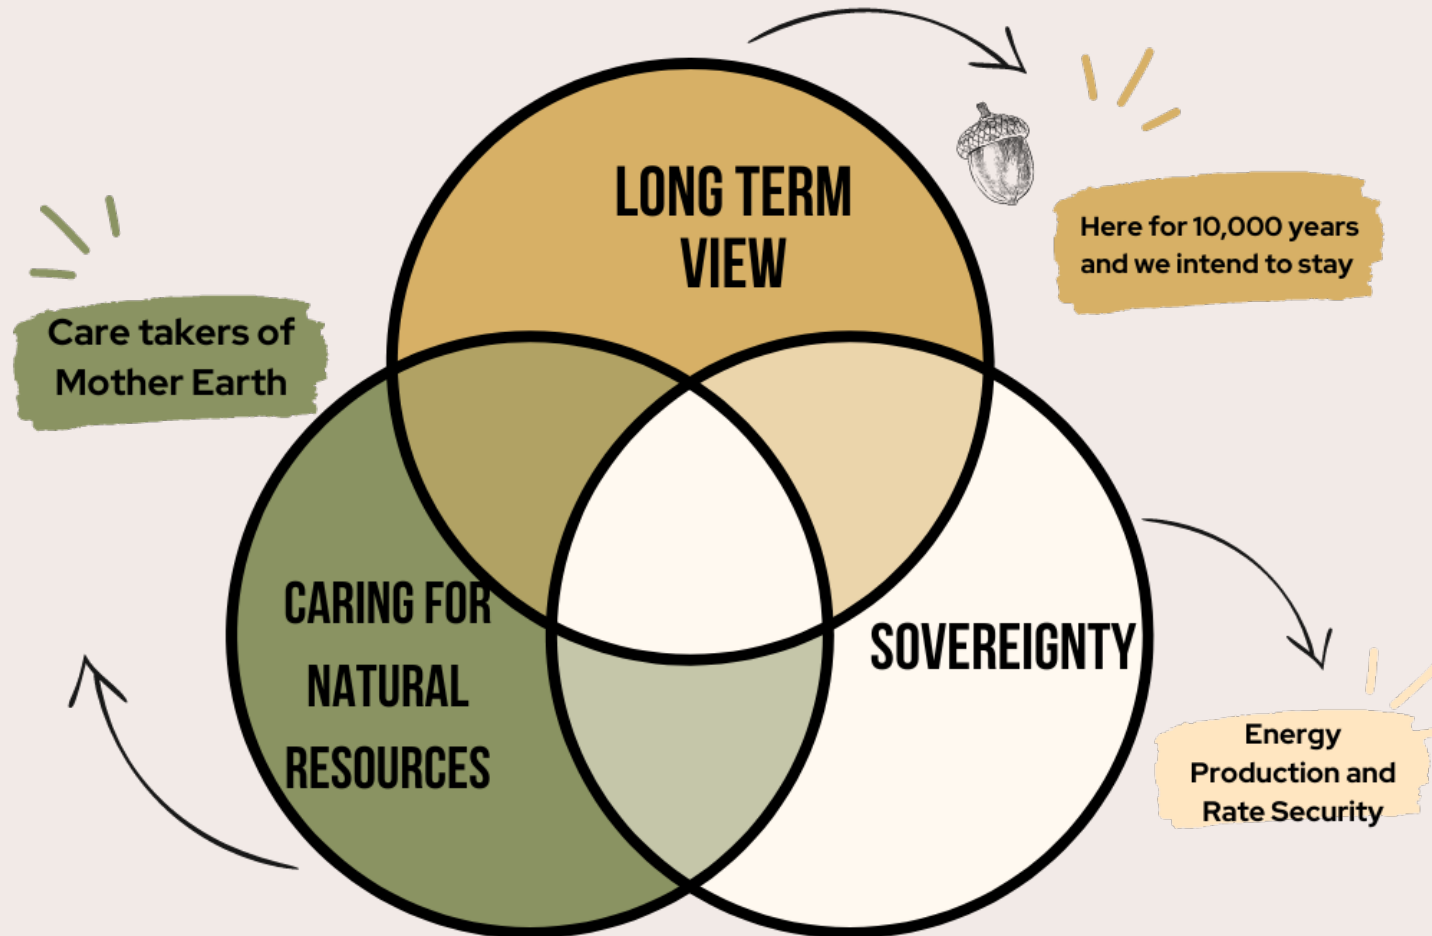 LONG TERM
VIEW
Here for 10,000 years
and we intend to stay
Care takers of
Mother Earth
CARING FOR
NATURAL
RESOURCES
SOVEREIGNTY
Energy
Production and
Rate Security